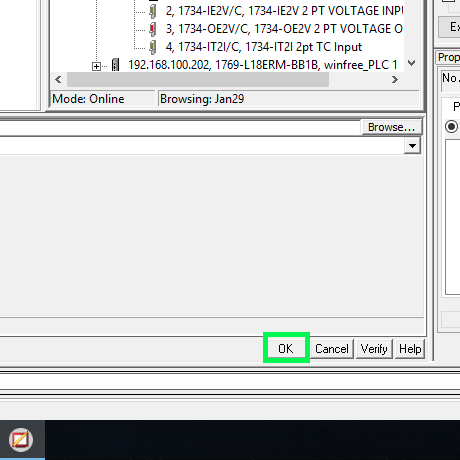 2, 1734-IE2V/C, 1734-IE2V 2 PT VOLTAGE INPU
3, 1734-OE2V/C, 1734-OE2V 2 PT VOLTAGE O
4, 1734-IT2I/C, 1734-IT2I 2pt TC Input
192.168.100.202, 1769-L18ERM-BB1B, winfree_PLC 1
Mode: Online
Browsing: Jan29
Browse...
OK
Cancel
Verify
Help
Ex
Prop
No.
P